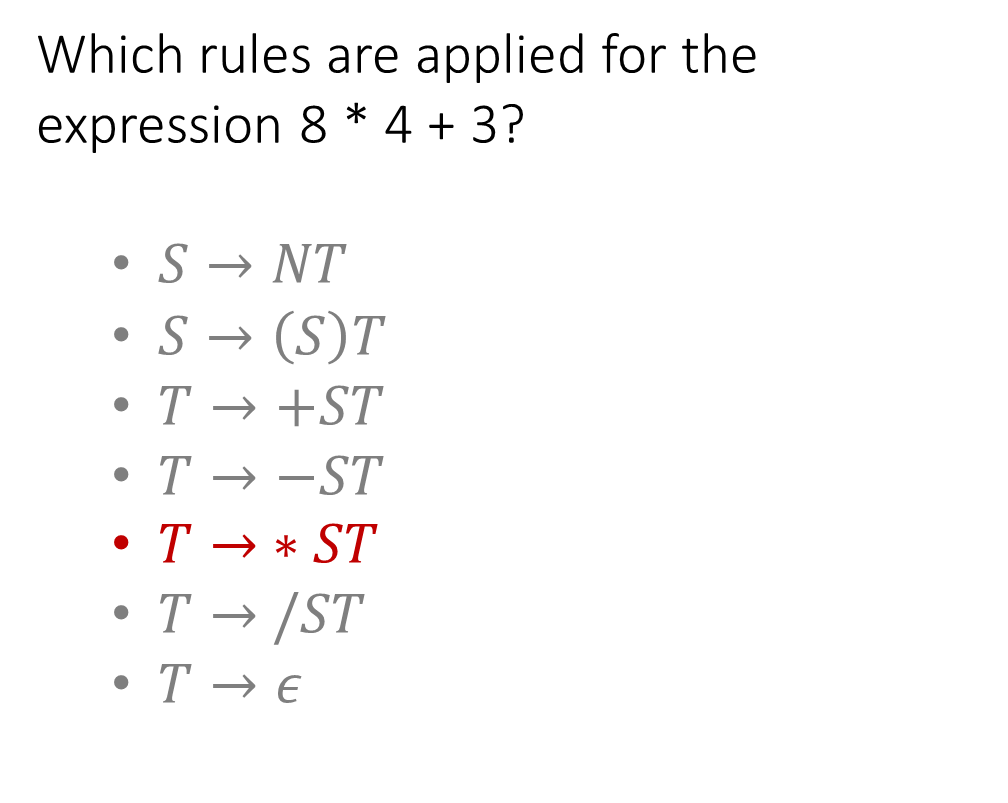 Which rules are applied for the
expression 8 * 4 + 3?
• S → NT
• S → (S)T
• T → +ST
• T → −ST
• T → * ST
• T → /ST
• T → ϵ